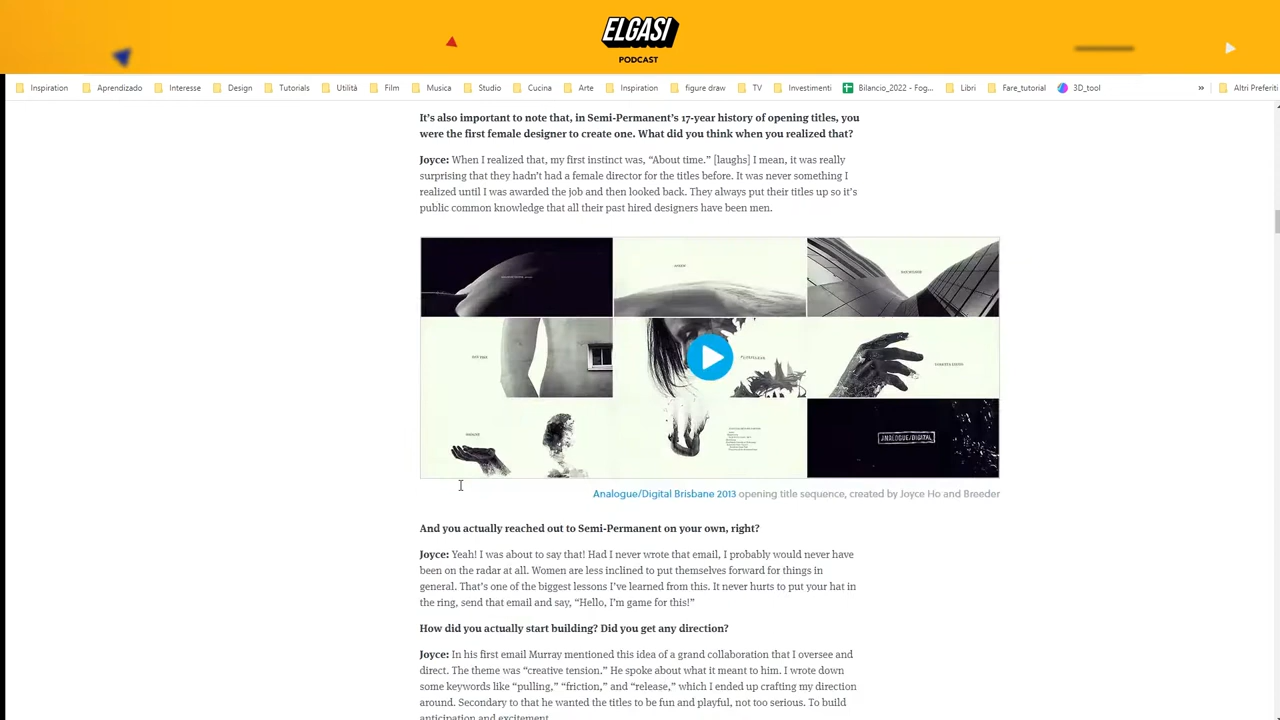 ELGASI
PODCAST
Inspiration Aprendizado Interesse Design Tutorials Utilità Film Musica Studio Cucina Arte Inspiration figure draw TV Investimenti Bilancio_2022 - Fog... Libri Fare_tutorial 3D_tool » Altri Preferiti
It’s also important to note that, in Semi-Permanent’s 17-year history of opening titles, you
were the first female designer to create one. What did you think when you realized that?
Joyce: When I realized that, my first instinct was, “About time.” [laughs] I mean, it was really
surprising that they hadn’t had a female director for the titles before. It was never something I
realized until I was awarded the job and then looked back. They always put their titles up so it’s
public common knowledge that all their past hired designers have been men.
ANALOGUE/DIGITAL
Analogue/Digital Brisbane 2013 opening title sequence, created by Joyce Ho and Breeder
And you actually reached out to Semi-Permanent on your own, right?
Joyce: Yeah! I was about to say that! Had I never wrote that email, I probably would never have
been on the radar at all. Women are less inclined to put themselves forward for things in
general. That’s one of the biggest lessons I’ve learned from this. It never hurts to put your hat in
the ring, send that email and say, “Hello, I’m game for this!”
How did you actually start building? Did you get any direction?
Joyce: In his first email Murray mentioned this idea of a grand collaboration that I oversee and
direct. The theme was “creative tension.” He spoke about what it meant to him. I wrote down
some keywords like “pulling,” “friction,” and “release,” which I ended up crafting my direction
around. Secondary to that he wanted the titles to be fun and playful, not too serious. To build
anticipation and excitement